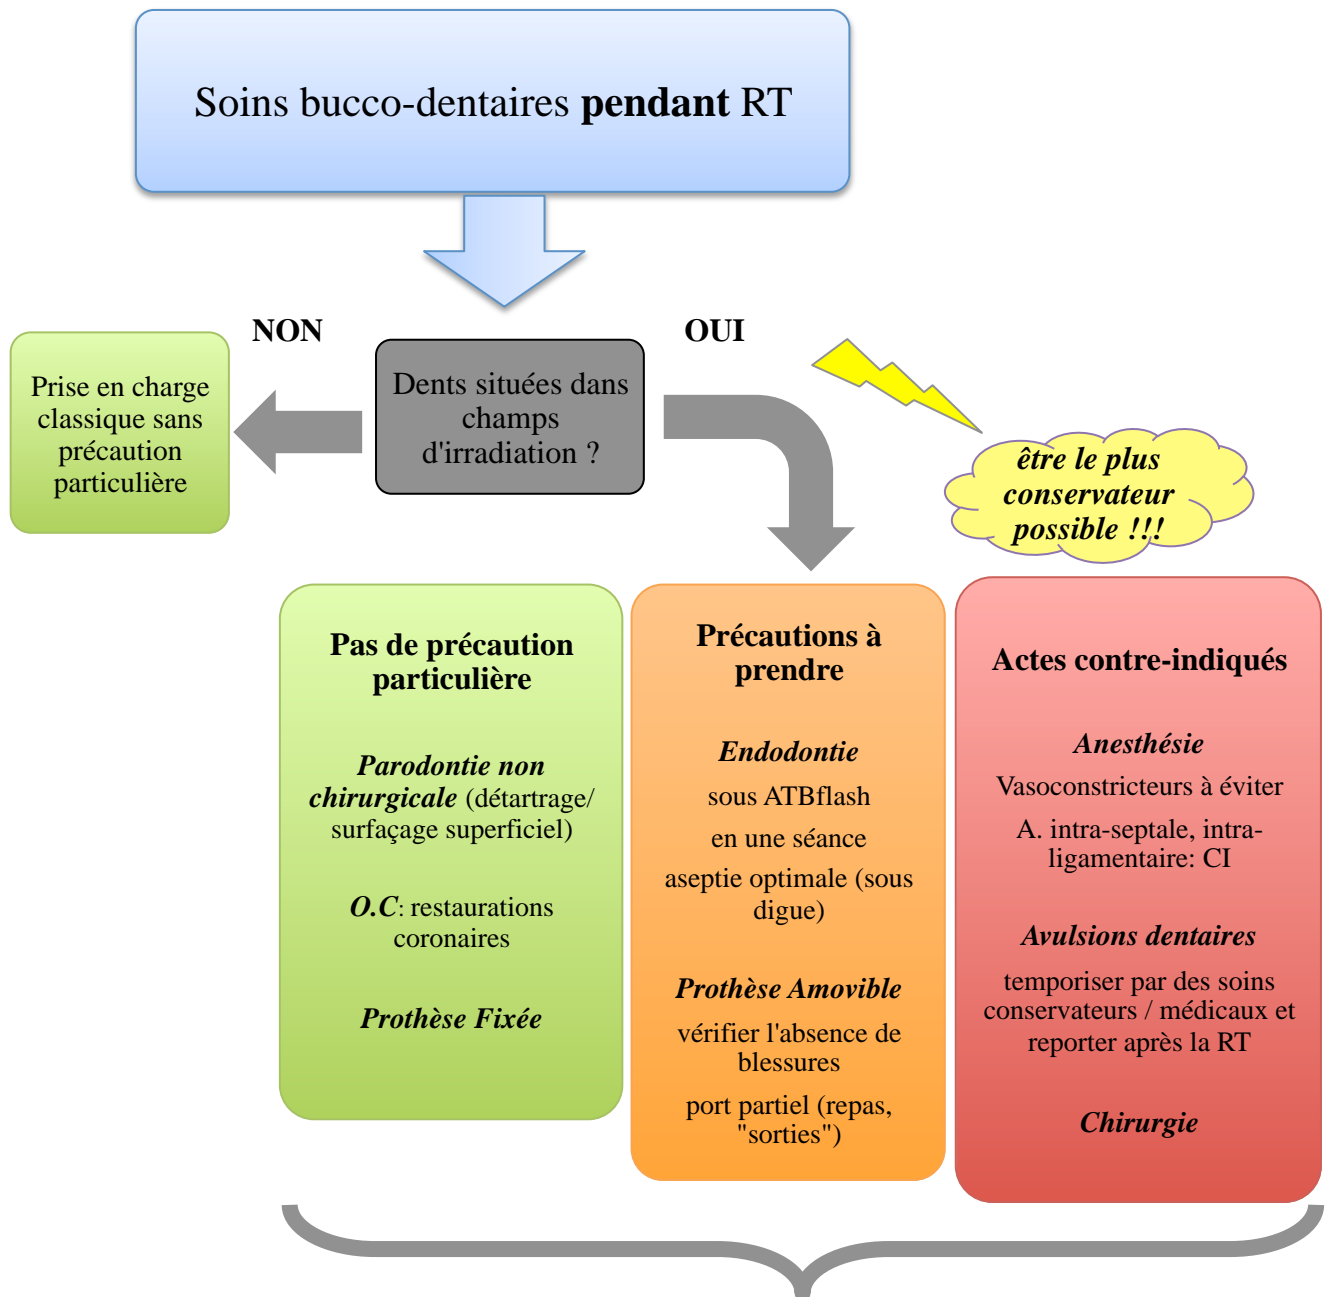 Soins bucco-dentaires pendant RT
NON
OUI
Prise en charge
classique sans
précaution
particulière
Dents situées dans
champs
d'irradiation ?
être le plus
conservateur
possible !!!
Pas de précaution
particulière
Parodontie non
chirurgicale (détartrage/
surfaçage superficiel)
O.C: restaurations
coronaires
Prothèse Fixée
Précautions à
prendre
Endodontie
sous ATBflash
en une séance
aseptie optimale (sous
digue)
Prothèse Amovible
vérifier l'absence de
blessures
port partiel (repas,
"sorties")
Actes contre-indiqués
Anesthésie
Vasoconstricteurs à éviter
A. intra-septale, intra-
ligamentaire: CI
Avulsions dentaires
temporiser par des soins
conservateurs / médicaux et
reporter après la RT
Chirurgie